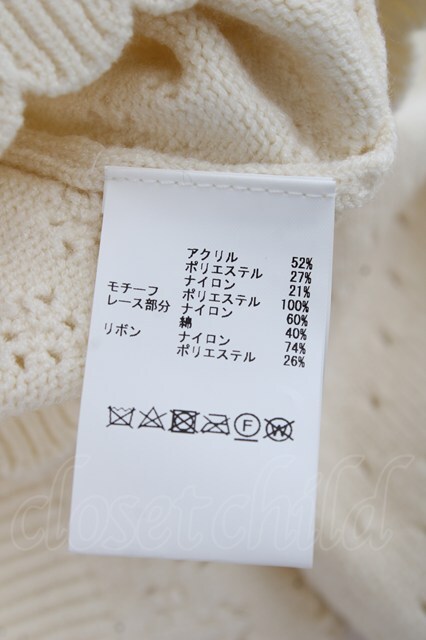 アクリル 52%
ポリエステル 27%
ナイロン 21%
モチーフ ポリエステル 100%
レース部分 ナイロン 60%
綿 40%
リボン ナイロン 74%
ポリエステル 26%
P W
closetchild